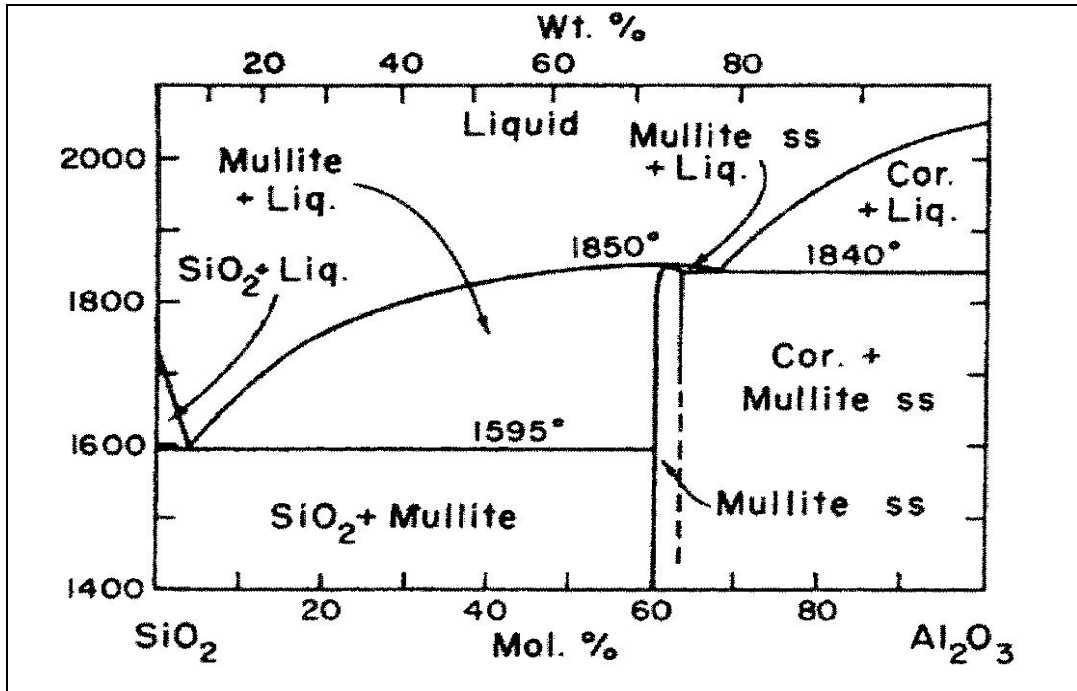 Wt. %
20 40 60 80
Liquid
Mullite ss
+ Liq.
Mullite
+ Liq.
Cor.
+ Liq.
2000
1850°
1840°
SiO₂+ Liq.
1800
Cor. +
Mullite ss
1595°
1600
Mullite ss
SiO₂+ Mullite
1400
20 40 60 80
SiO₂ Mol. % Al₂O₃